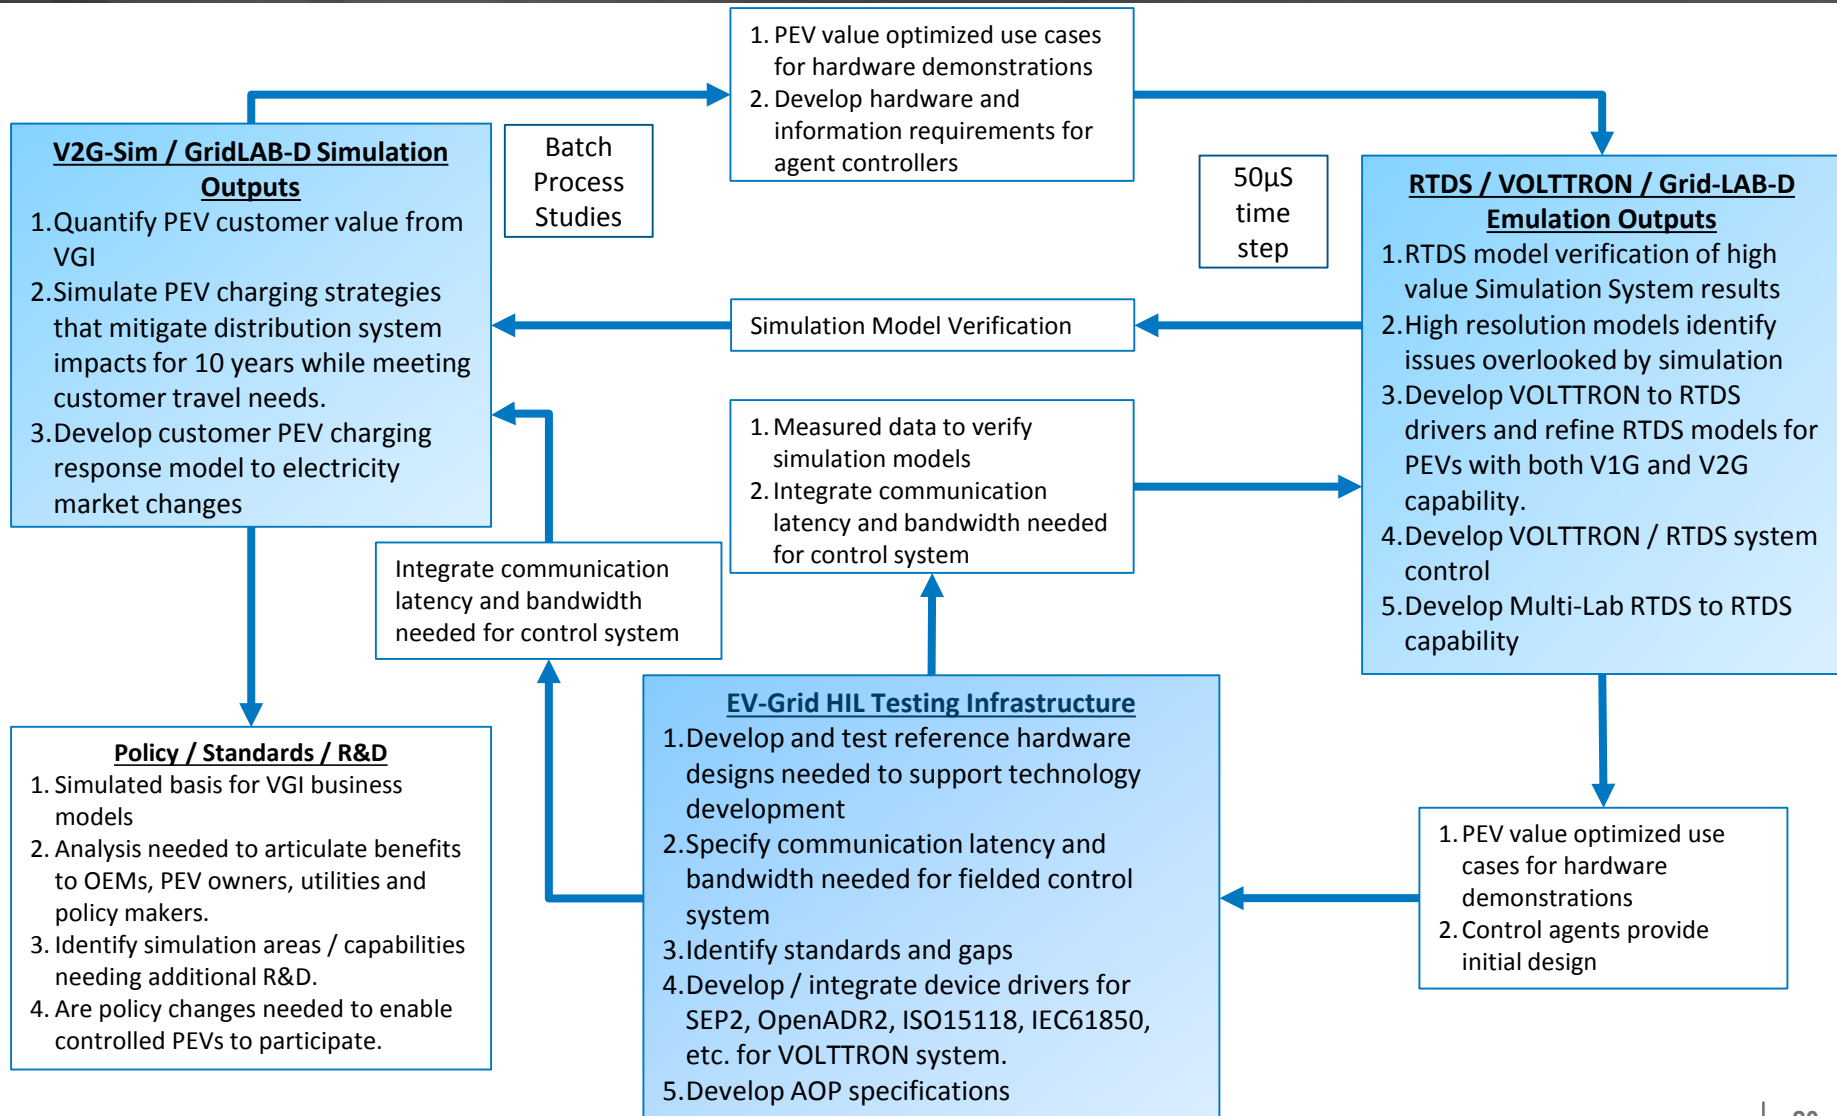 1. PEV value optimized use cases
for hardware demonstrations
2. Develop hardware and
information requirements for
agent controllers
V2G-Sim / GridLAB-D Simulation
Outputs
1.Quantify PEV customer value from
VGI
2.Simulate PEV charging strategies
that mitigate distribution system
impacts for 10 years while meeting
customer travel needs.
3.Develop customer PEV charging
response model to electricity
market changes
Batch
Process
Studies
50µS
time
step
RTDS / VOLTTRON / Grid-LAB-D
Emulation Outputs
1.RTDS model verification of high
value Simulation System results
2.High resolution models identify
issues overlooked by simulation
3.Develop VOLTTRON to RTDS
drivers and refine RTDS models for
PEVs with both V1G and V2G
capability.
4.Develop VOLTTRON / RTDS system
control
5.Develop Multi-Lab RTDS to RTDS
capability
Simulation Model Verification
1. Measured data to verify
simulation models
2. Integrate communication
latency and bandwidth needed
for control system
Integrate communication
latency and bandwidth
needed for control system
Policy / Standards / R&D
1. Simulated basis for VGI business
models
2. Analysis needed to articulate benefits
to OEMs, PEV owners, utilities and
policy makers.
3. Identify simulation areas / capabilities
needing additional R&D.
4. Are policy changes needed to enable
controlled PEVs to participate.
EV-Grid HIL Testing Infrastructure
1.Develop and test reference hardware
designs needed to support technology
development
2.Specify communication latency and
bandwidth needed for fielded control
system
3.Identify standards and gaps
4.Develop / integrate device drivers for
SEP2, OpenADR2, ISO15118, IEC61850,
etc. for VOLTTRON system.
5.Develop AOP specifications
1. PEV value optimized use
cases for hardware
demonstrations
2. Control agents provide
initial design